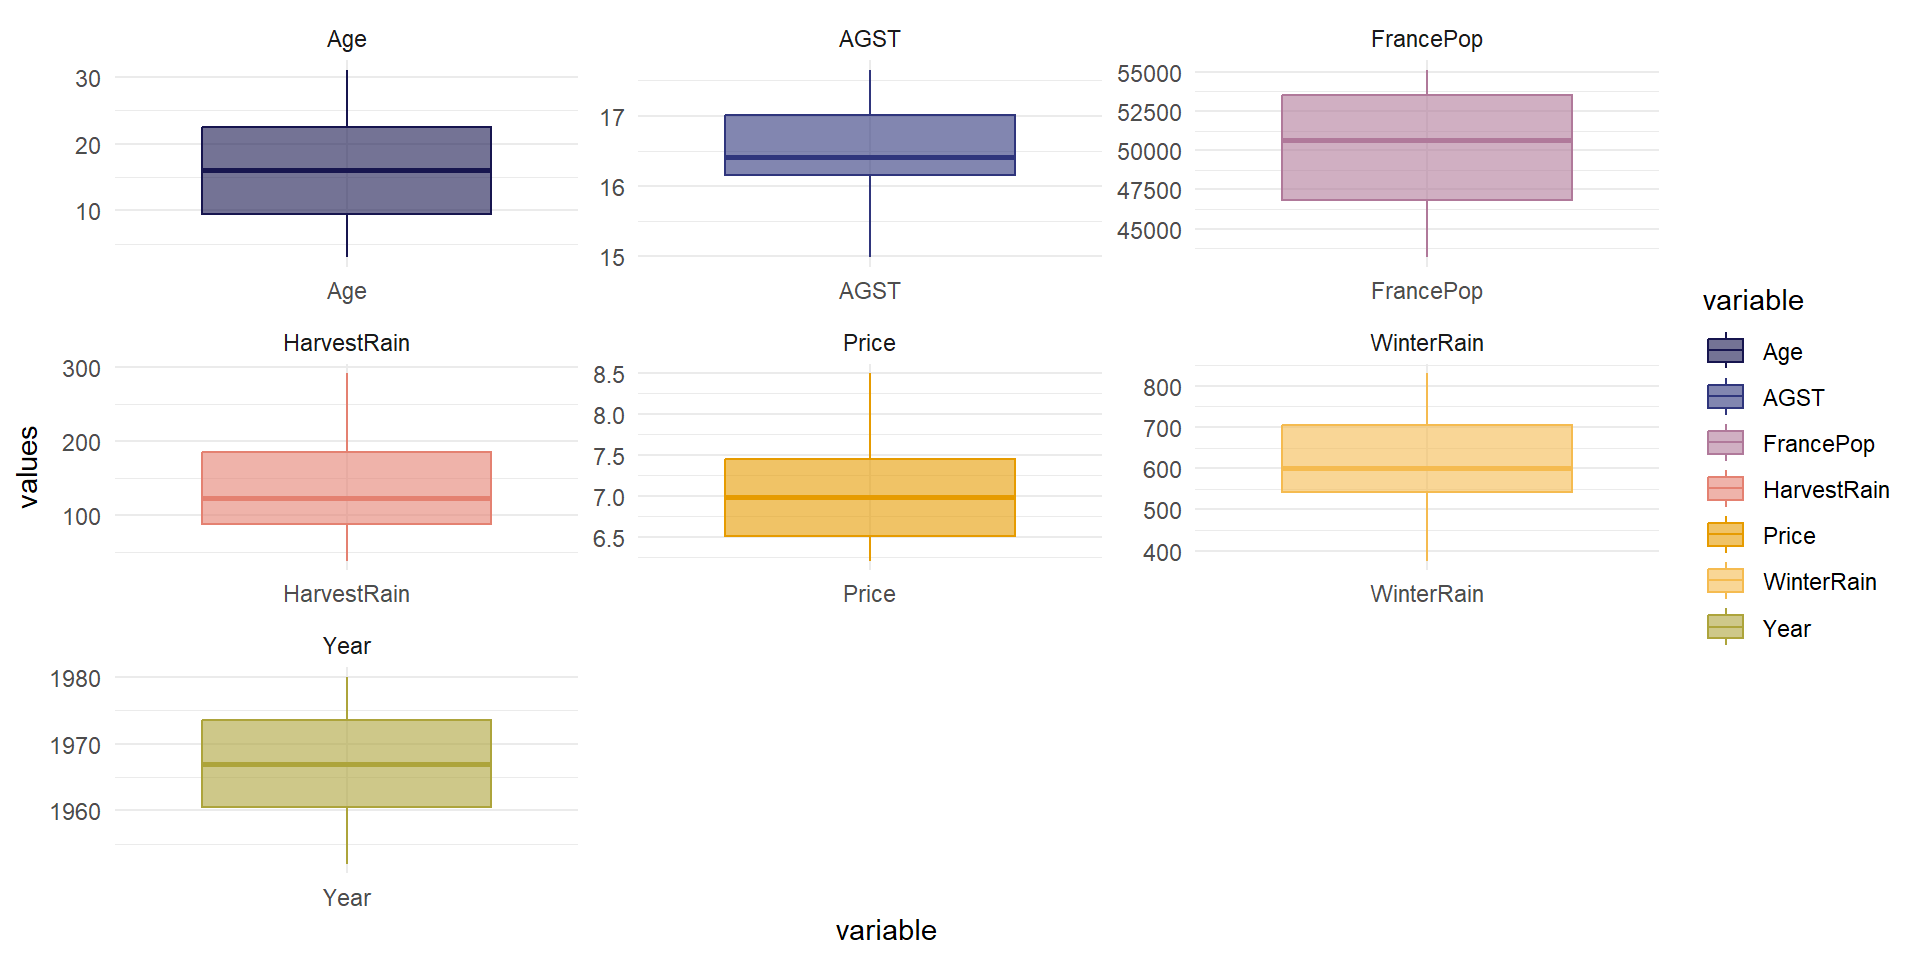 Age
30
20
10
Age
AGST
17
16
15
AGST
FrancePop
55000
52500
50000
47500
45000
FrancePop
HarvestRain
300
200
100
HarvestRain
Price
8.5
8.0
7.5
7.0
6.5
Price
WinterRain
800
700
600
500
400
WinterRain
Year
1980
1970
1960
Year
values
variable
variable
Age
AGST
FrancePop
HarvestRain
Price
WinterRain
Year